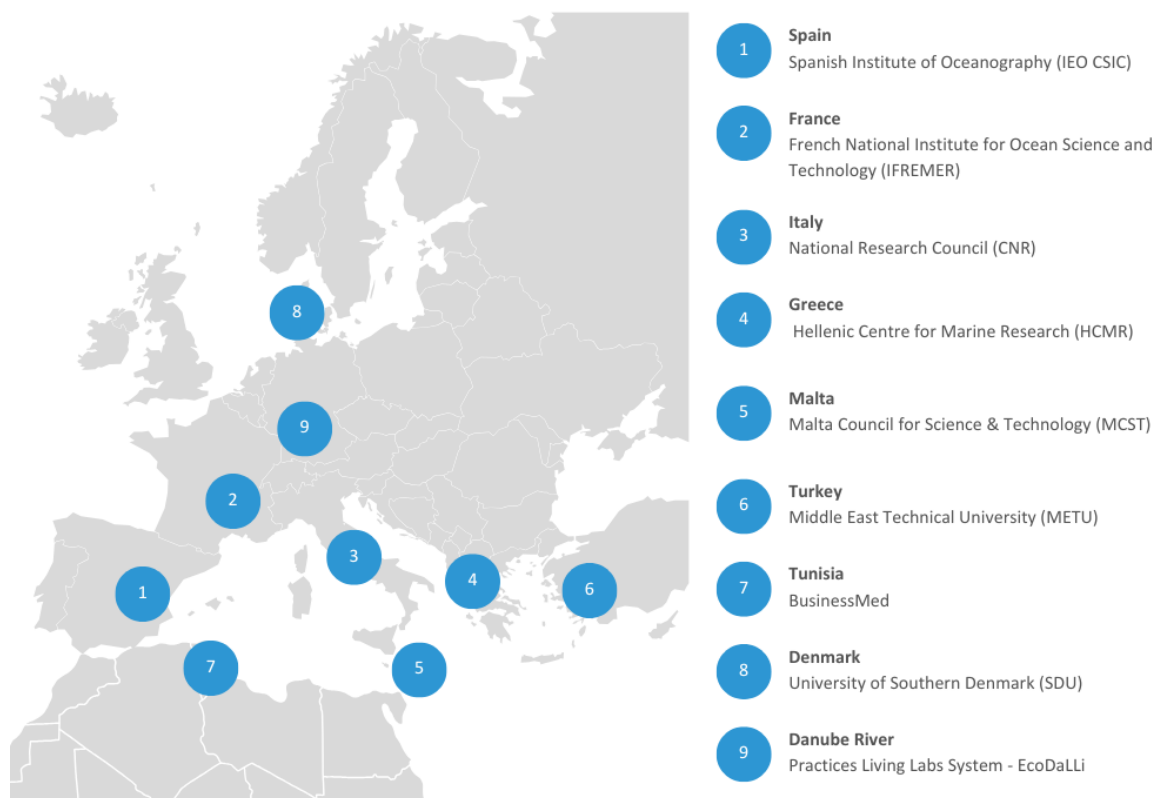 1
Spain
Spanish Institute of Oceanography (IEO CSIC)
2
France
French National Institute for Ocean Science and
Technology (IFREMER)
3
Italy
National Research Council (CNR)
4
Greece
Hellenic Centre for Marine Research (HCMR)
5
Malta
Malta Council for Science & Technology (MCST)
6
Turkey
Middle East Technical University (METU)
7
Tunisia
BusinessMed
8
Denmark
University of Southern Denmark (SDU)
9
Danube River
Practices Living Labs System - EcoDaLLi
8
9
2
3
4
6
1
7
5